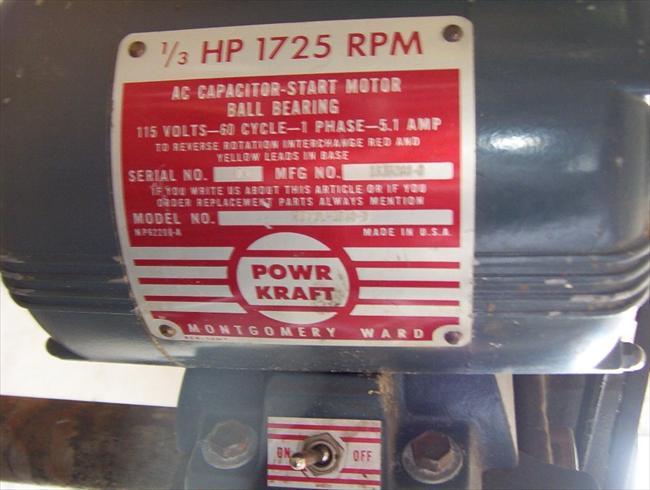 1/3 HP 1725 RPM
AC CAPACITOR-START MOTOR
BALL BEARING
115 VOLTS—60 CYCLE—1 PHASE—5.1 AMP
TO REVERSE ROTATION INTERCHANGE RED AND
YELLOW LEADS IN BASE
SERIAL NO. MFG NO.
IF YOU WRITE US ABOUT THIS ARTICLE OR IF YOU
ORDER REPLACEMENT PARTS ALWAYS MENTION
MODEL NO.
NP62208-A MADE IN U.S.A.
POWR
KRAFT
MONTGOMERY WARD
ON OFF